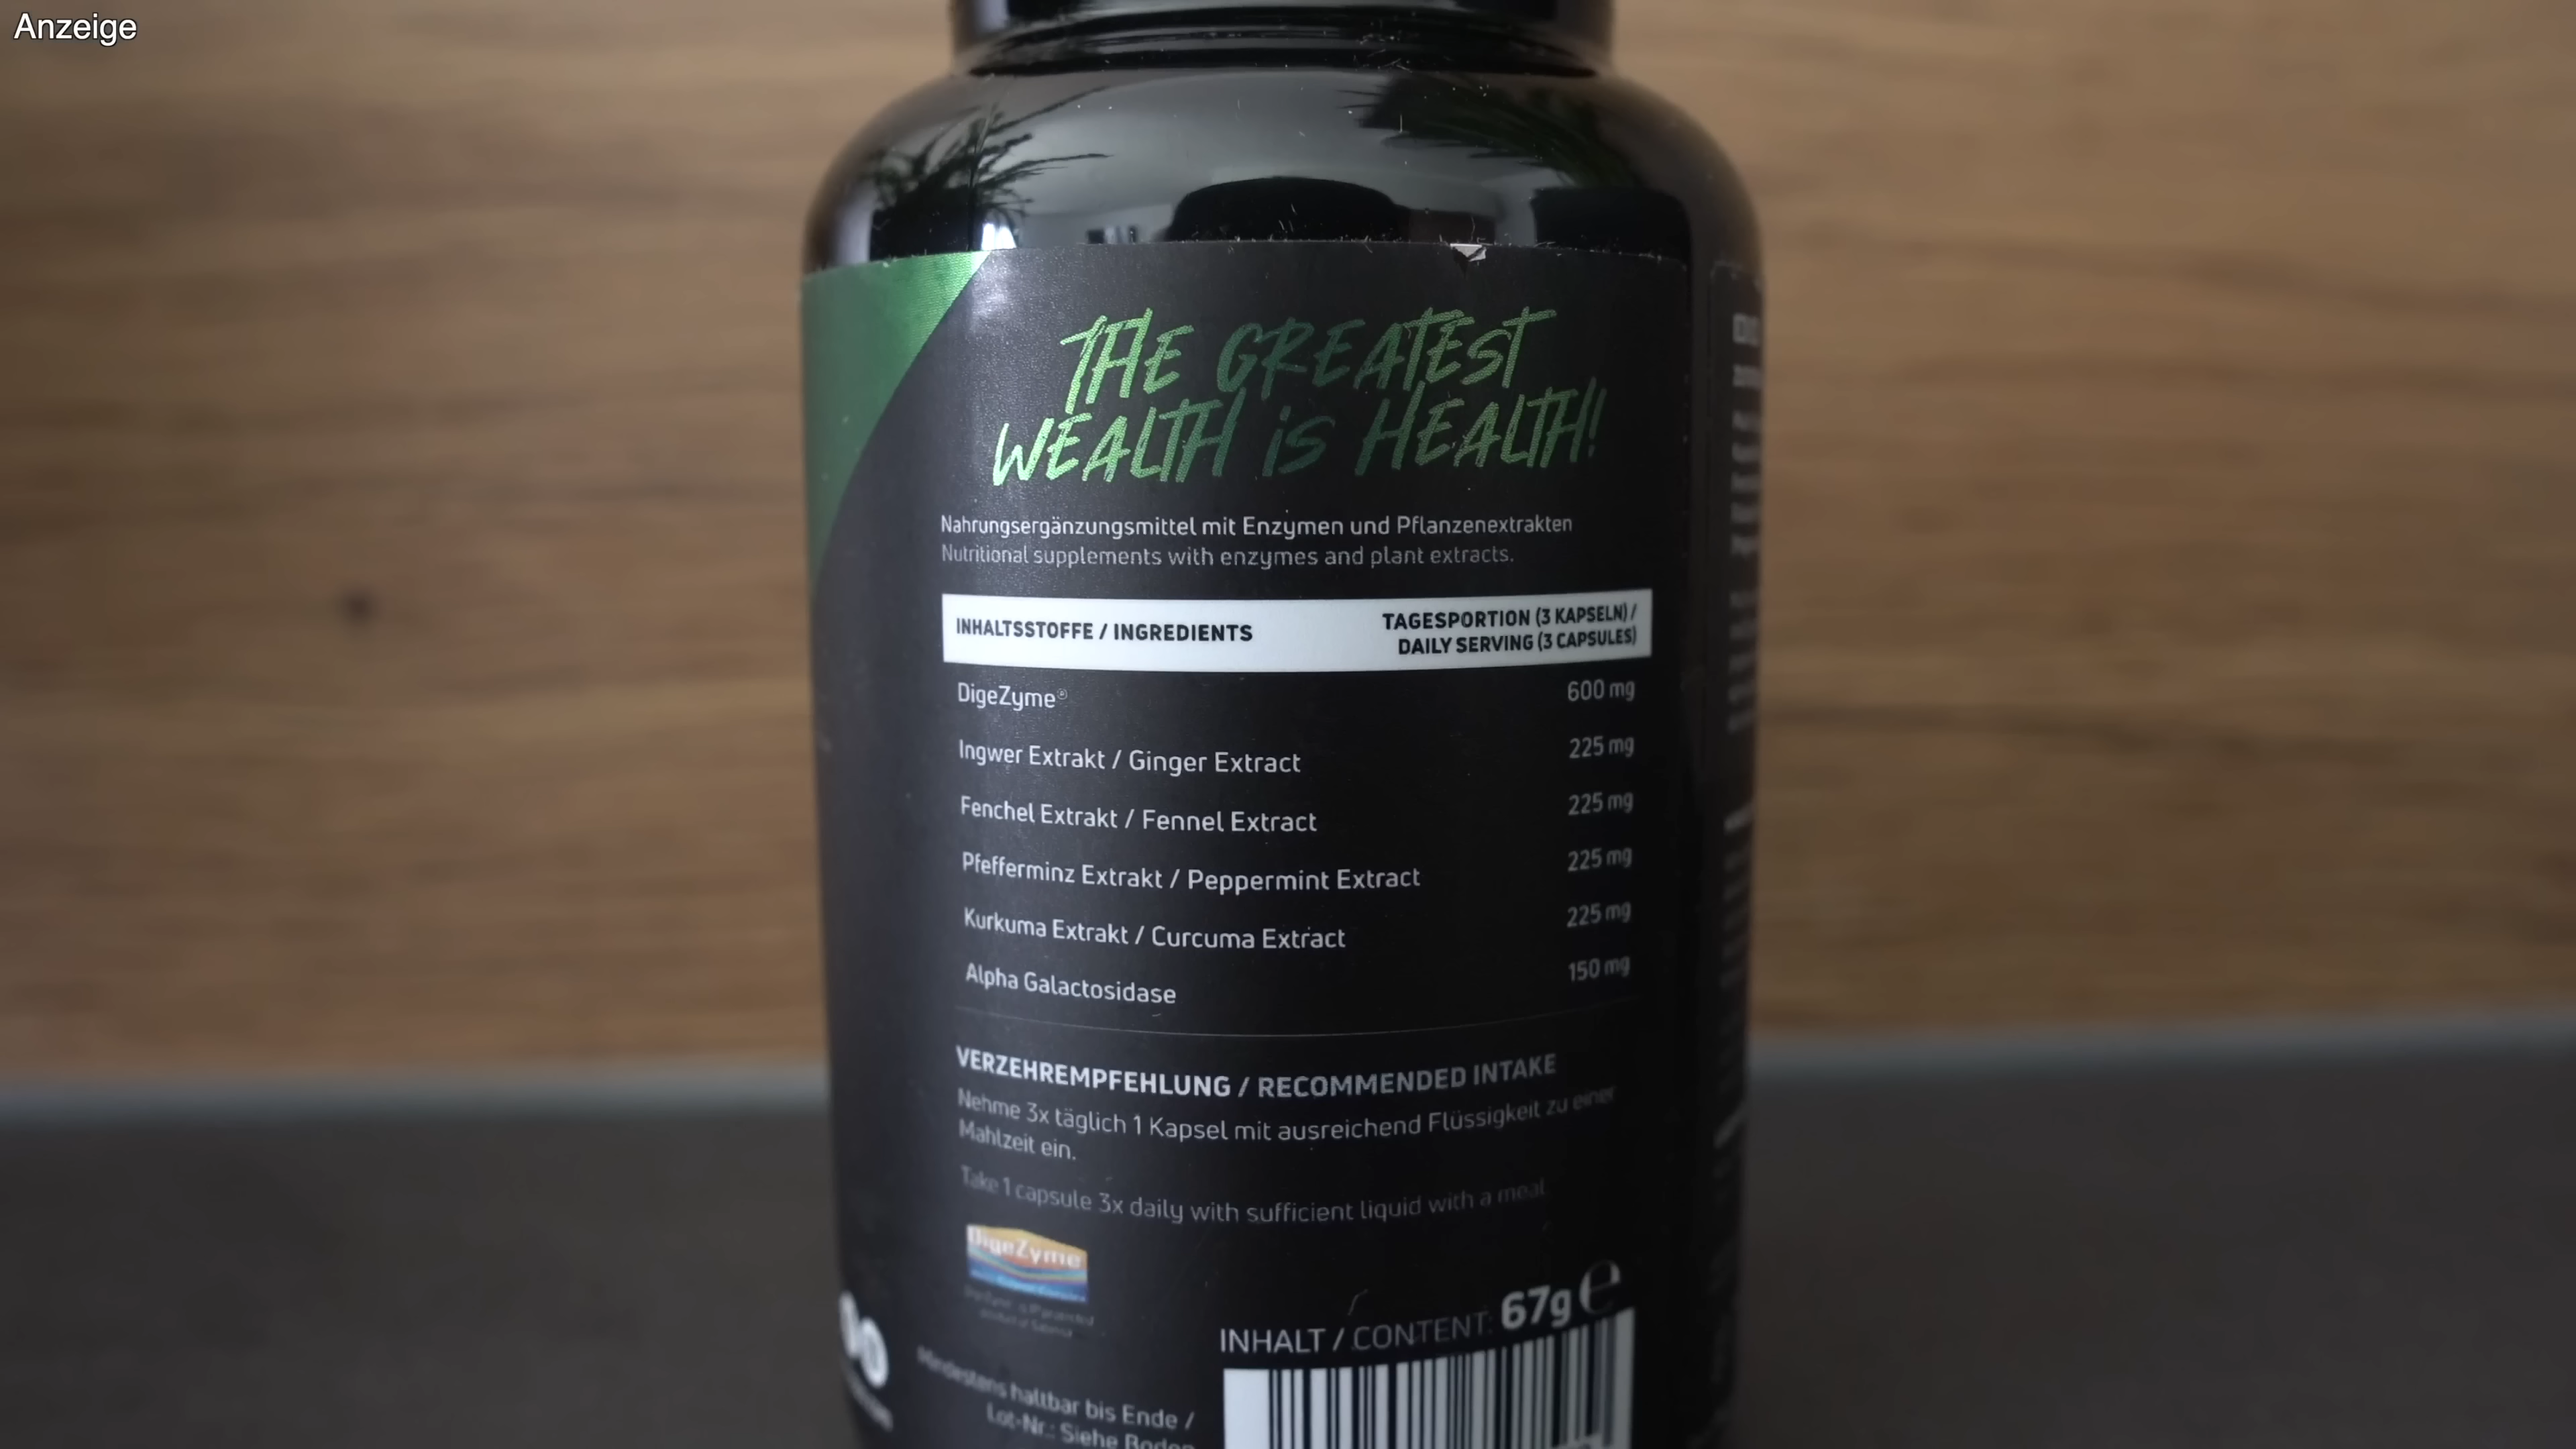 Anzeige
THE GREATEST
WEALTH iS HEALTH!
Nahrungsergänzungsmittel mit Enzymen und Pflanzenextrakten
Nutritional supplements with enzymes and plant extracts.
INHALTSSTOFFE / INGREDIENTS
TAGESPORTION (3 KAPSELN) /
DAILY SERVING (3 CAPSULES)
DigeZyme® 600 mg
Ingwer Extrakt / Ginger Extract 225 mg
Fenchel Extrakt / Fennel Extract 225 mg
Pfefferminz Extrakt / Peppermint Extract 225 mg
Kurkuma Extrakt / Curcuma Extract 225 mg
Alpha Galactosidase 150 mg
VERZEHREMPFEHLUNG / RECOMMENDED INTAKE
Nehme 3x täglich 1 Kapsel mit ausreichend Flüssigkeit zu einer
Mahlzeit ein.
Take 1 capsule 3x daily with sufficient liquid with a meal
DigeZyme
INHALT / CONTENT: 67g e
Mindestens haltbar bis Ende /
Lot-Nr.: Siehe Boden